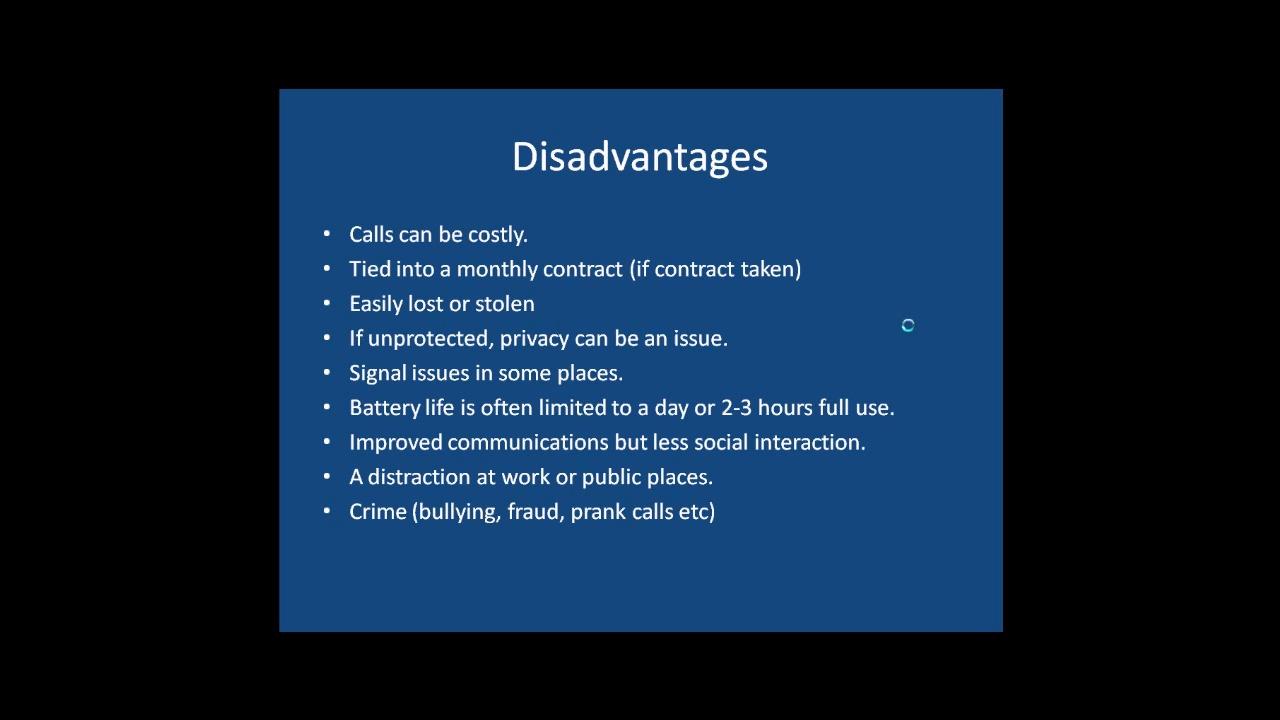 Disadvantages
• Calls can be costly.
• Tied into a monthly contract (if contract taken)
• Easily lost or stolen
• If unprotected, privacy can be an issue.
• Signal issues in some places.
• Battery life is often limited to a day or 2-3 hours full use.
• Improved communications but less social interaction.
• A distraction at work or public places.
• Crime (bullying, fraud, prank calls etc)